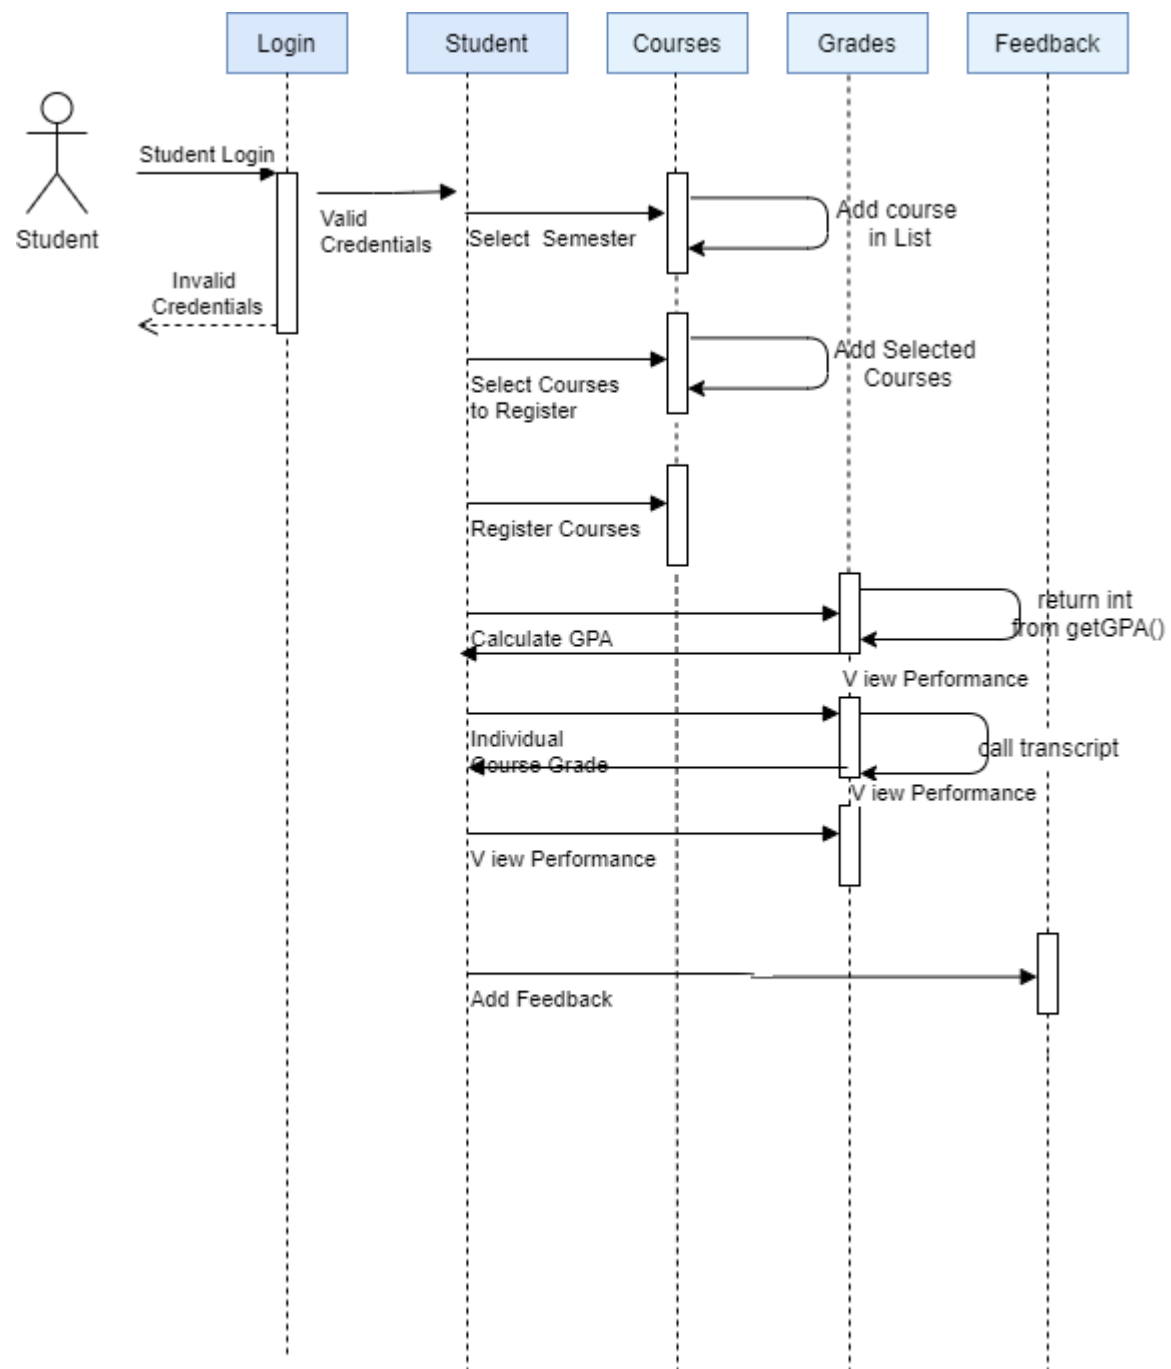 Login
Student
Courses
Grades
Feedback
Student Login
Student
Valid
Credentials
Invalid
Credentials
Select  Semester
Add course
in List
Select Courses
to Register
Add Selected
Courses
Register Courses
Calculate GPA
return int
from getGPA()
V iew Performance
Individual
Course Grade
call transcript
V iew Performance
V iew Performance
Add Feedback